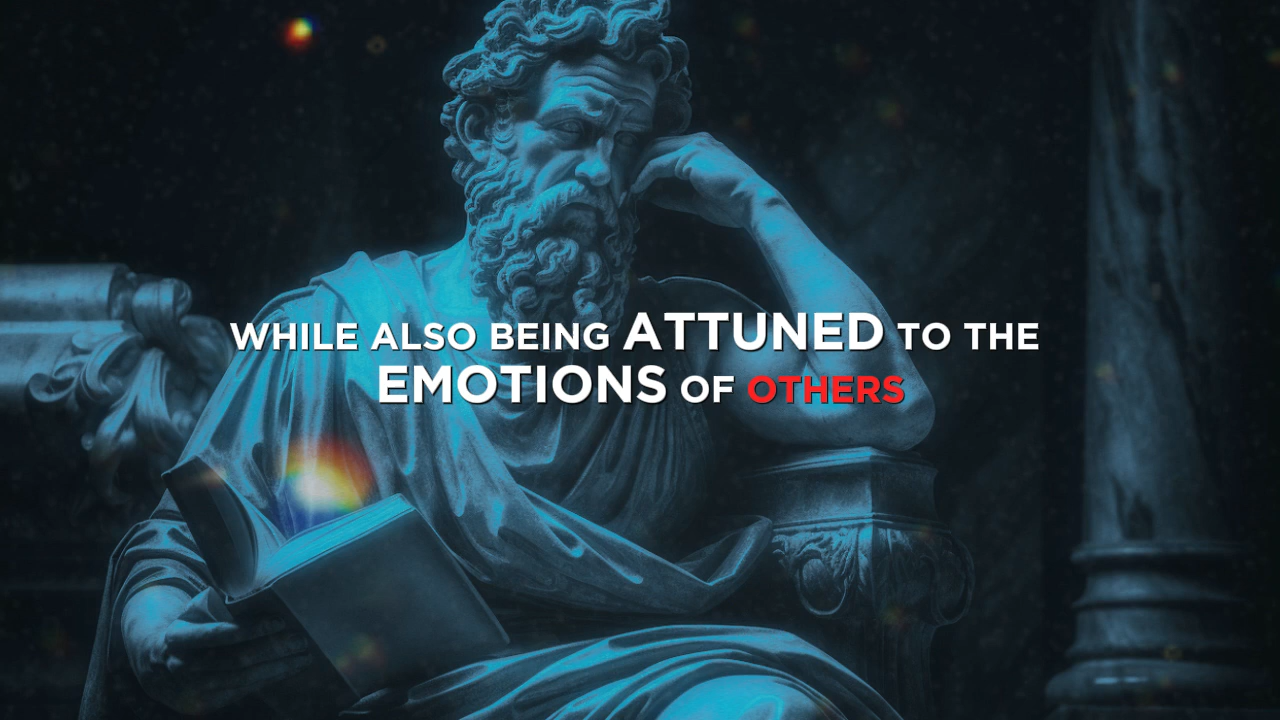 WHILE ALSO BEING ATTUNED TO THE
EMOTIONS OF OTHERS